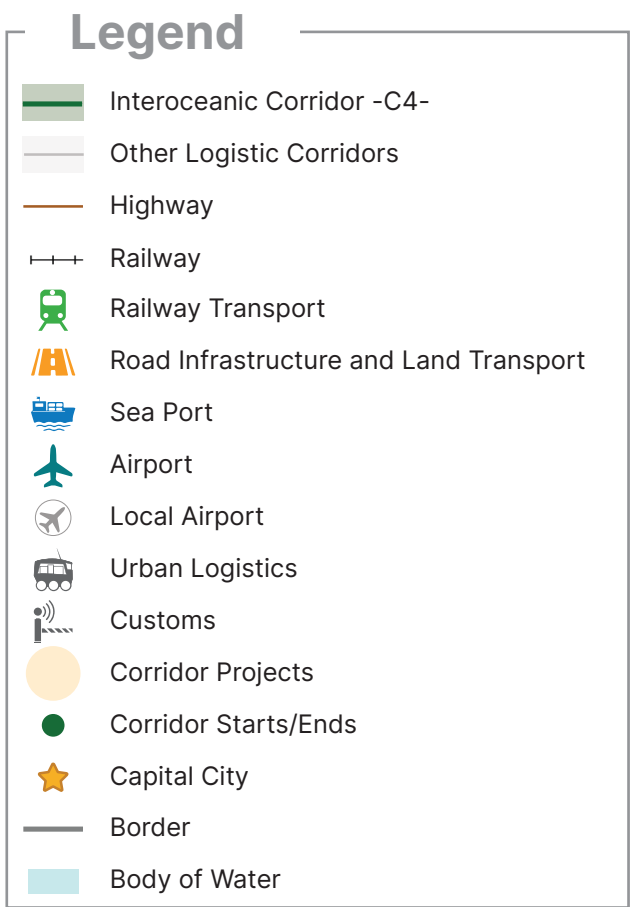 Legend
Interoceanic Corridor -C4-
Other Logistic Corridors
Highway
Railway
Railway Transport
Road Infrastructure and Land Transport
Sea Port
Airport
Local Airport
Urban Logistics
Customs
Corridor Projects
Corridor Starts/Ends
Capital City
Border
Body of Water